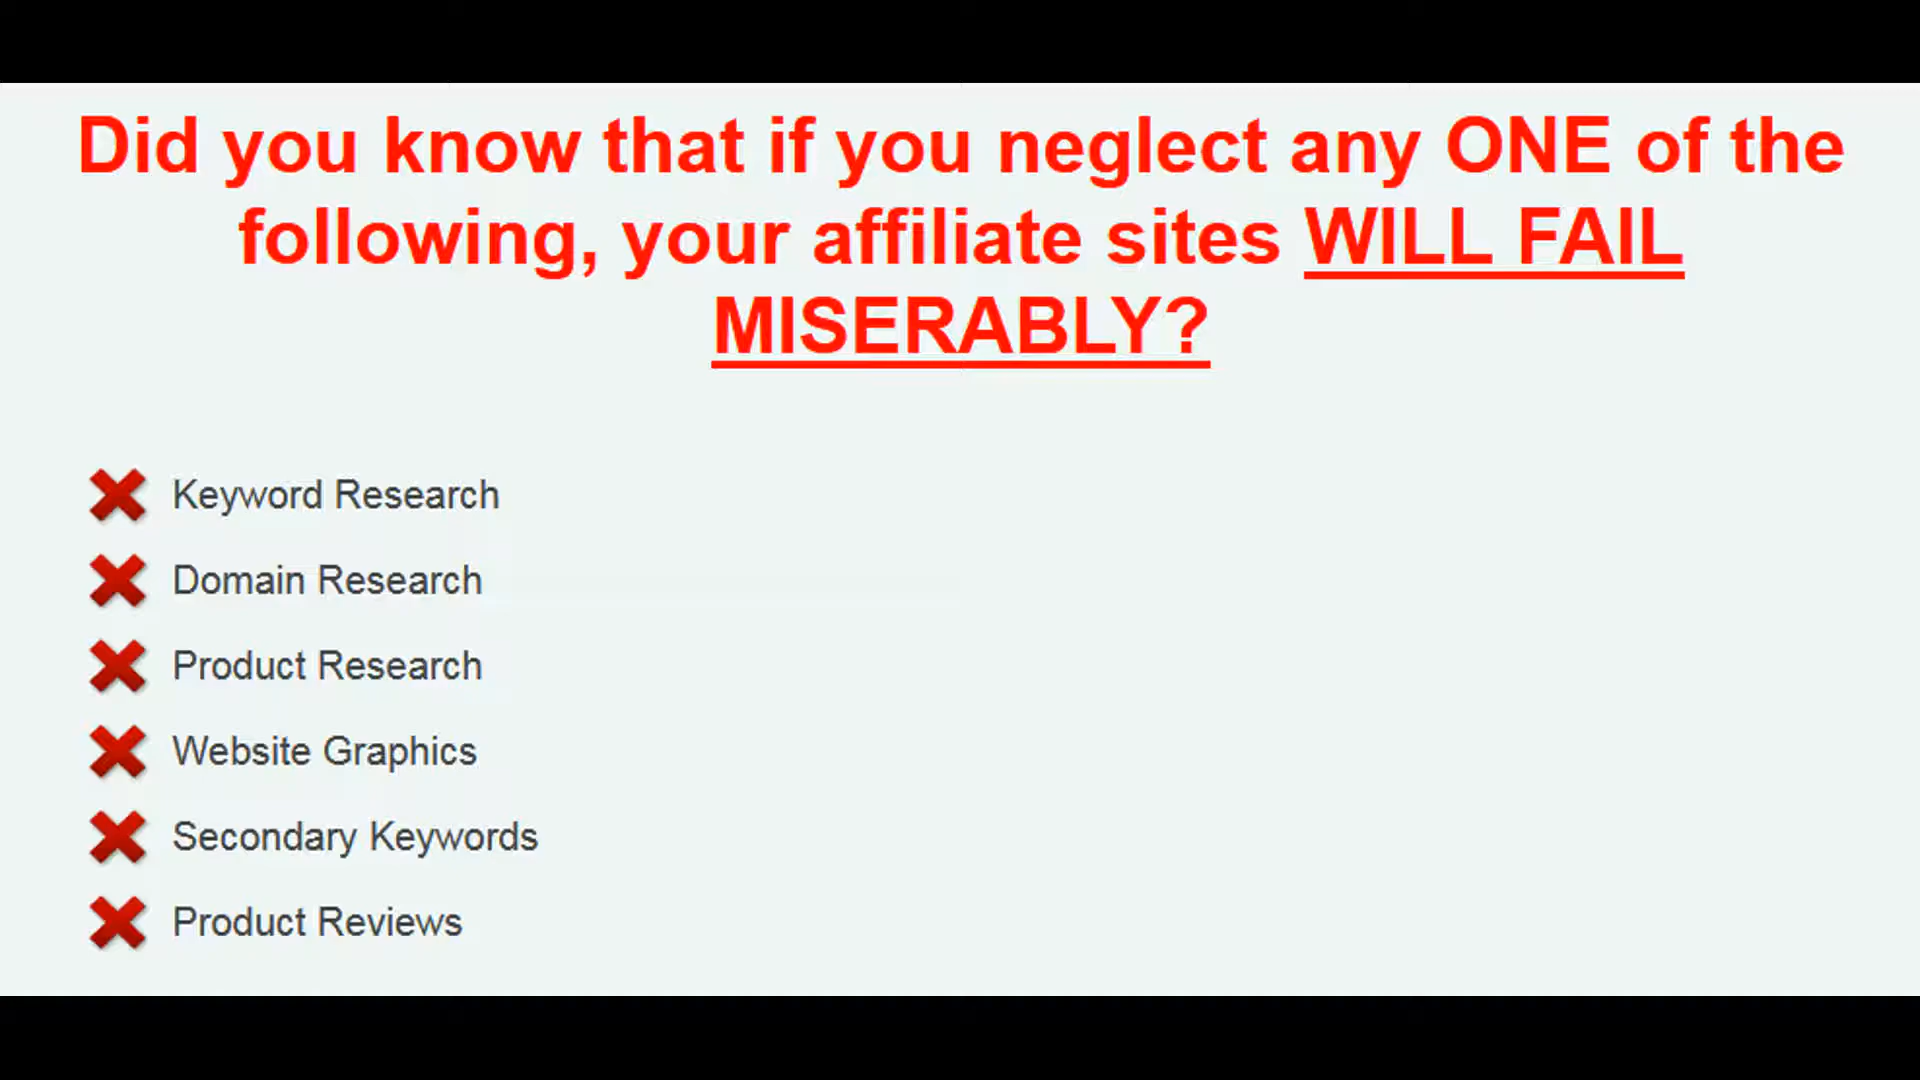 Did you know that if you neglect any ONE of the
following, your affiliate sites WILL FAIL
MISERABLY?
Keyword Research
Domain Research
Product Research
Website Graphics
Secondary Keywords
Product Reviews